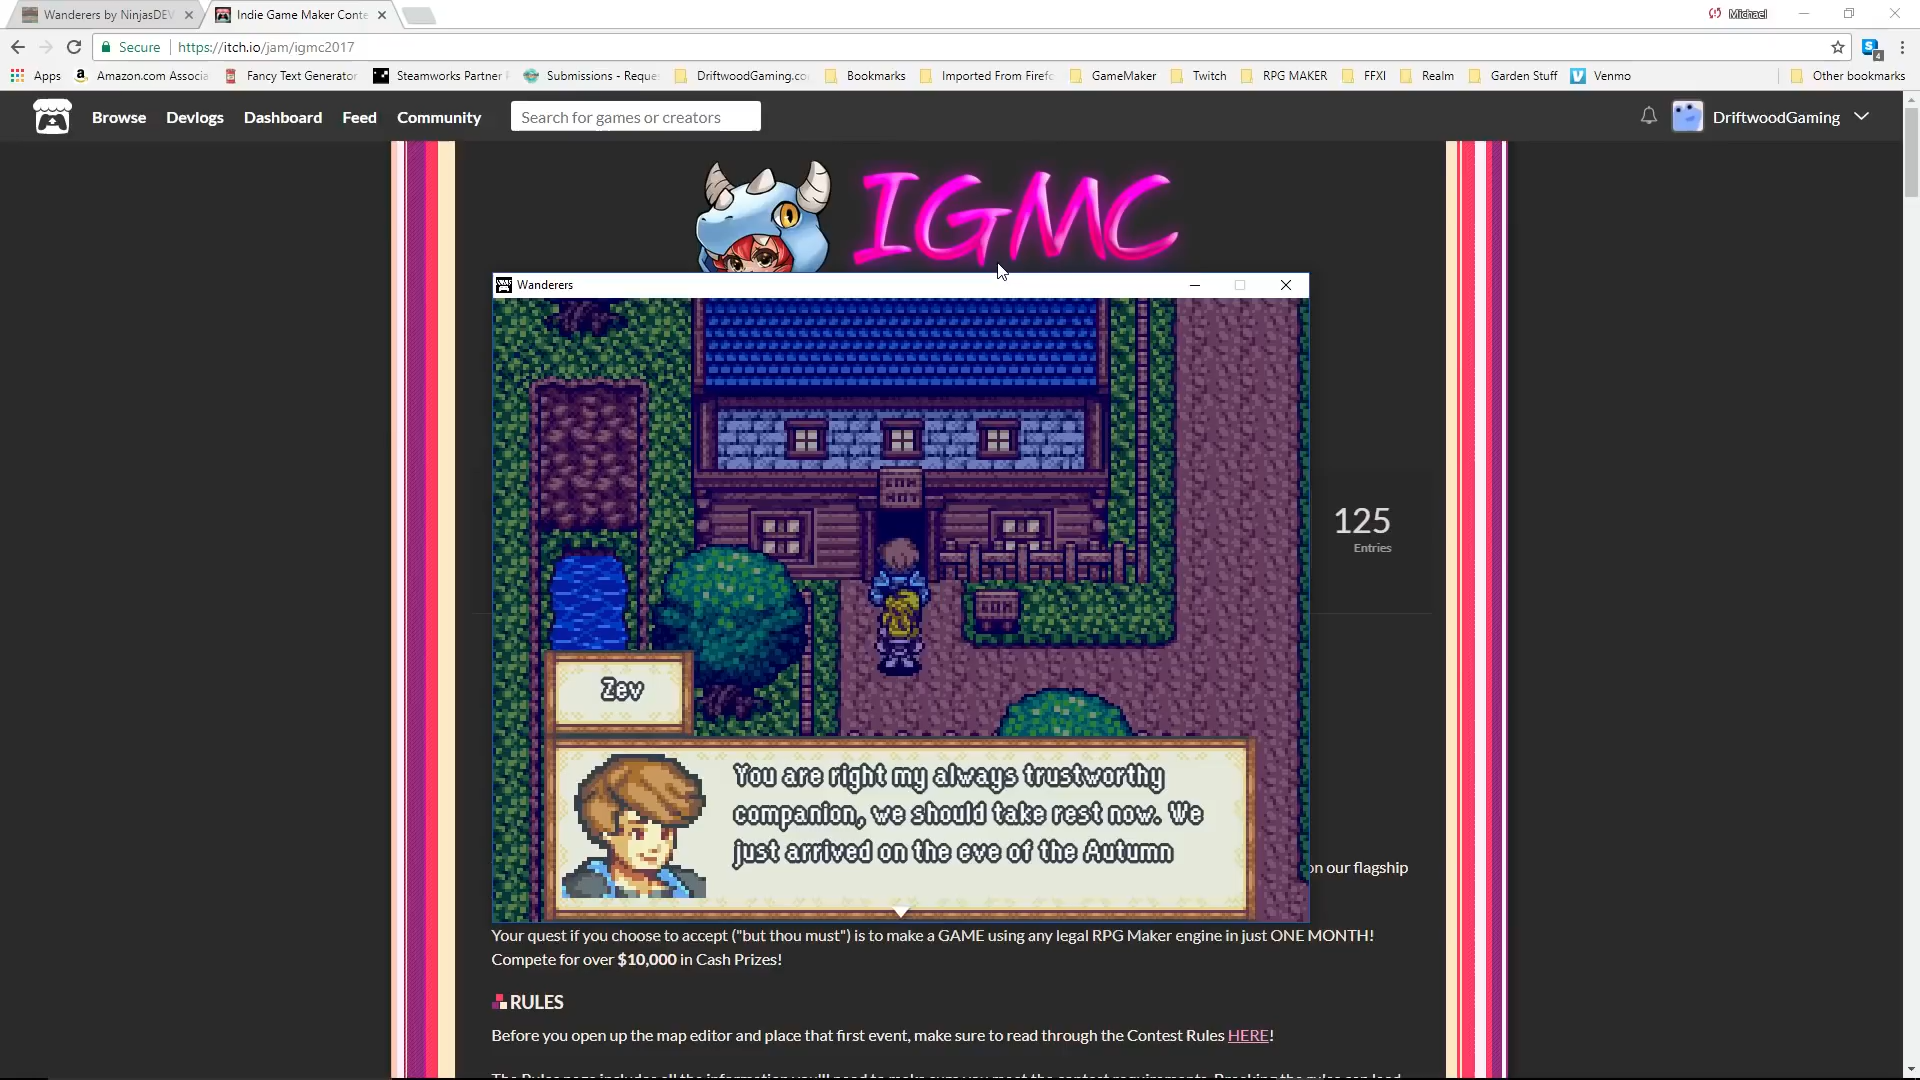 Wanderers by NinjasDEV
Indie Game Maker Conte
Michael
Secure
https://itch.io/jam/igmc2017
Apps
Amazon.com Associa
Fancy Text Generator
Steamworks Partner
Submissions - Reque
DriftwoodGaming.co
Bookmarks
Imported From Firefo
GameMaker
Twitch
RPG MAKER
FFXI
Realm
Garden Stuff
Venmo
Other bookmarks
Browse
Devlogs
Dashboard
Feed
Community
Search for games or creators
DriftwoodGaming
IGMC
Wanderers
125
Entries
Zev
You are right my always trustworthy
companion, we should take rest now. We
just arrived on the eve of the Autumn
on our flagship
Your quest if you choose to accept ("but thou must") is to make a GAME using any legal RPG Maker engine in just ONE MONTH!
Compete for over $10,000 in Cash Prizes!
RULES
Before you open up the map editor and place that first event, make sure to read through the Contest Rules HERE!